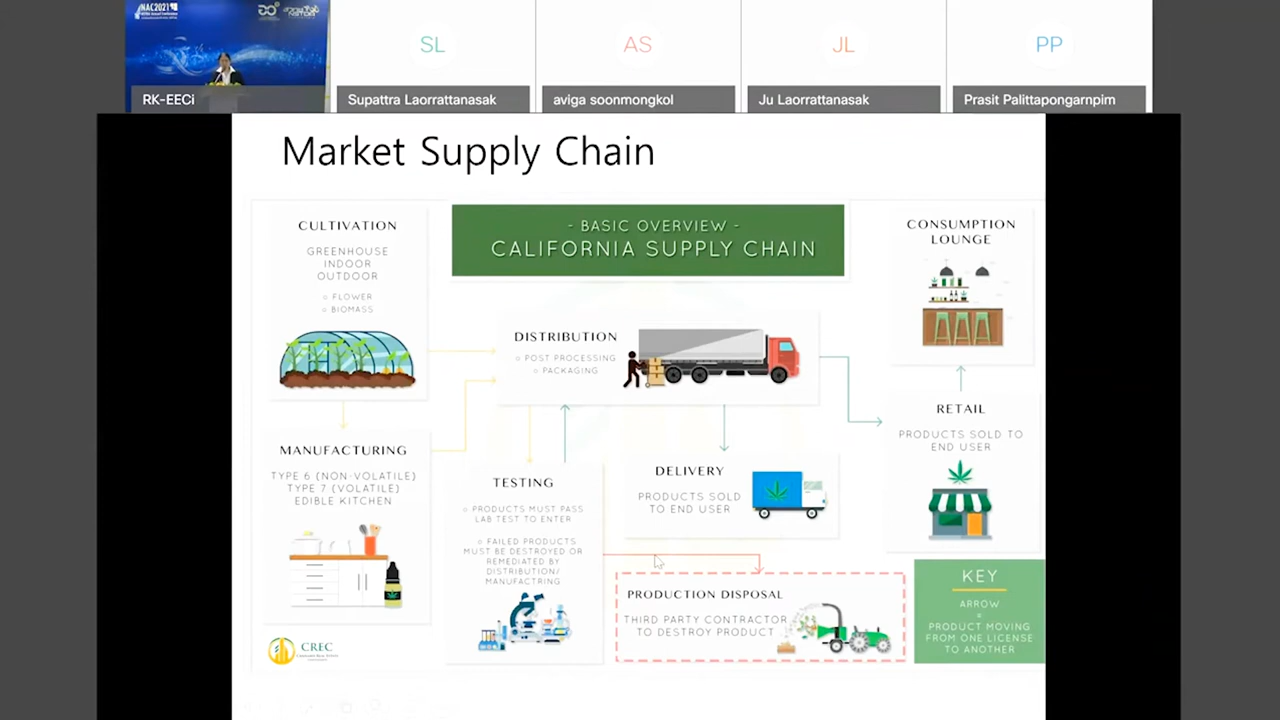 NAC2021
RK-EECi
SL
Supattra Laorrattanasak
AS
aviga soonmongkol
JL
Ju Laorrattanasak
PP
Prasit Palittapongarnpim
Market Supply Chain
CULTIVATION
GREENHOUSE
INDOOR
OUTDOOR
○ FLOWER
○ BIOMASS
- BASIC OVERVIEW -
CALIFORNIA SUPPLY CHAIN
CONSUMPTION
LOUNGE
DISTRIBUTION
○ POST PROCESSING
○ PACKAGING
MANUFACTURING
TYPE 6 {NON-VOLATILE}
TYPE 7 {VOLATILE}
EDIBLE KITCHEN
TESTING
○ PRODUCTS MUST PASS
LAB TEST TO ENTER
○ FAILED PRODUCTS
MUST BE DESTROYED OR
REMEDIATED BY
DISTRIBUTION/
MANUFACTRING
DELIVERY
PRODUCTS SOLD
TO END USER
RETAIL
PRODUCTS SOLD TO
END USER
PRODUCTION DISPOSAL
THIRD PARTY CONTRACTOR
TO DESTROY PRODUCT
KEY
ARROW
=
PRODUCT MOVING
FROM ONE LICENSE
TO ANOTHER
CREC